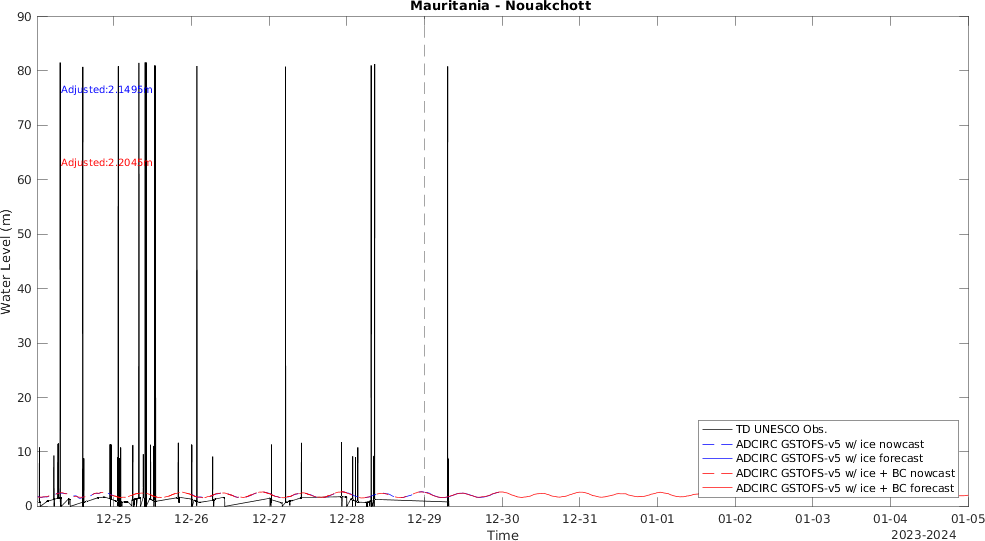 Mauritania - Nouakchott
90
80
70
60
50
40
30
20
10
0
Water Level (m)
Adjusted:2.1495m
Adjusted:2.2045m
TD UNESCO Obs.
ADCIRC GSTOFS-v5 w/ ice nowcast
ADCIRC GSTOFS-v5 w/ ice forecast
ADCIRC GSTOFS-v5 w/ ice + BC nowcast
ADCIRC GSTOFS-v5 w/ ice + BC forecast
12-25 12-26 12-27 12-28 12-29 12-30 12-31 01-01 01-02 01-03 01-04 01-05
Time
2023-2024